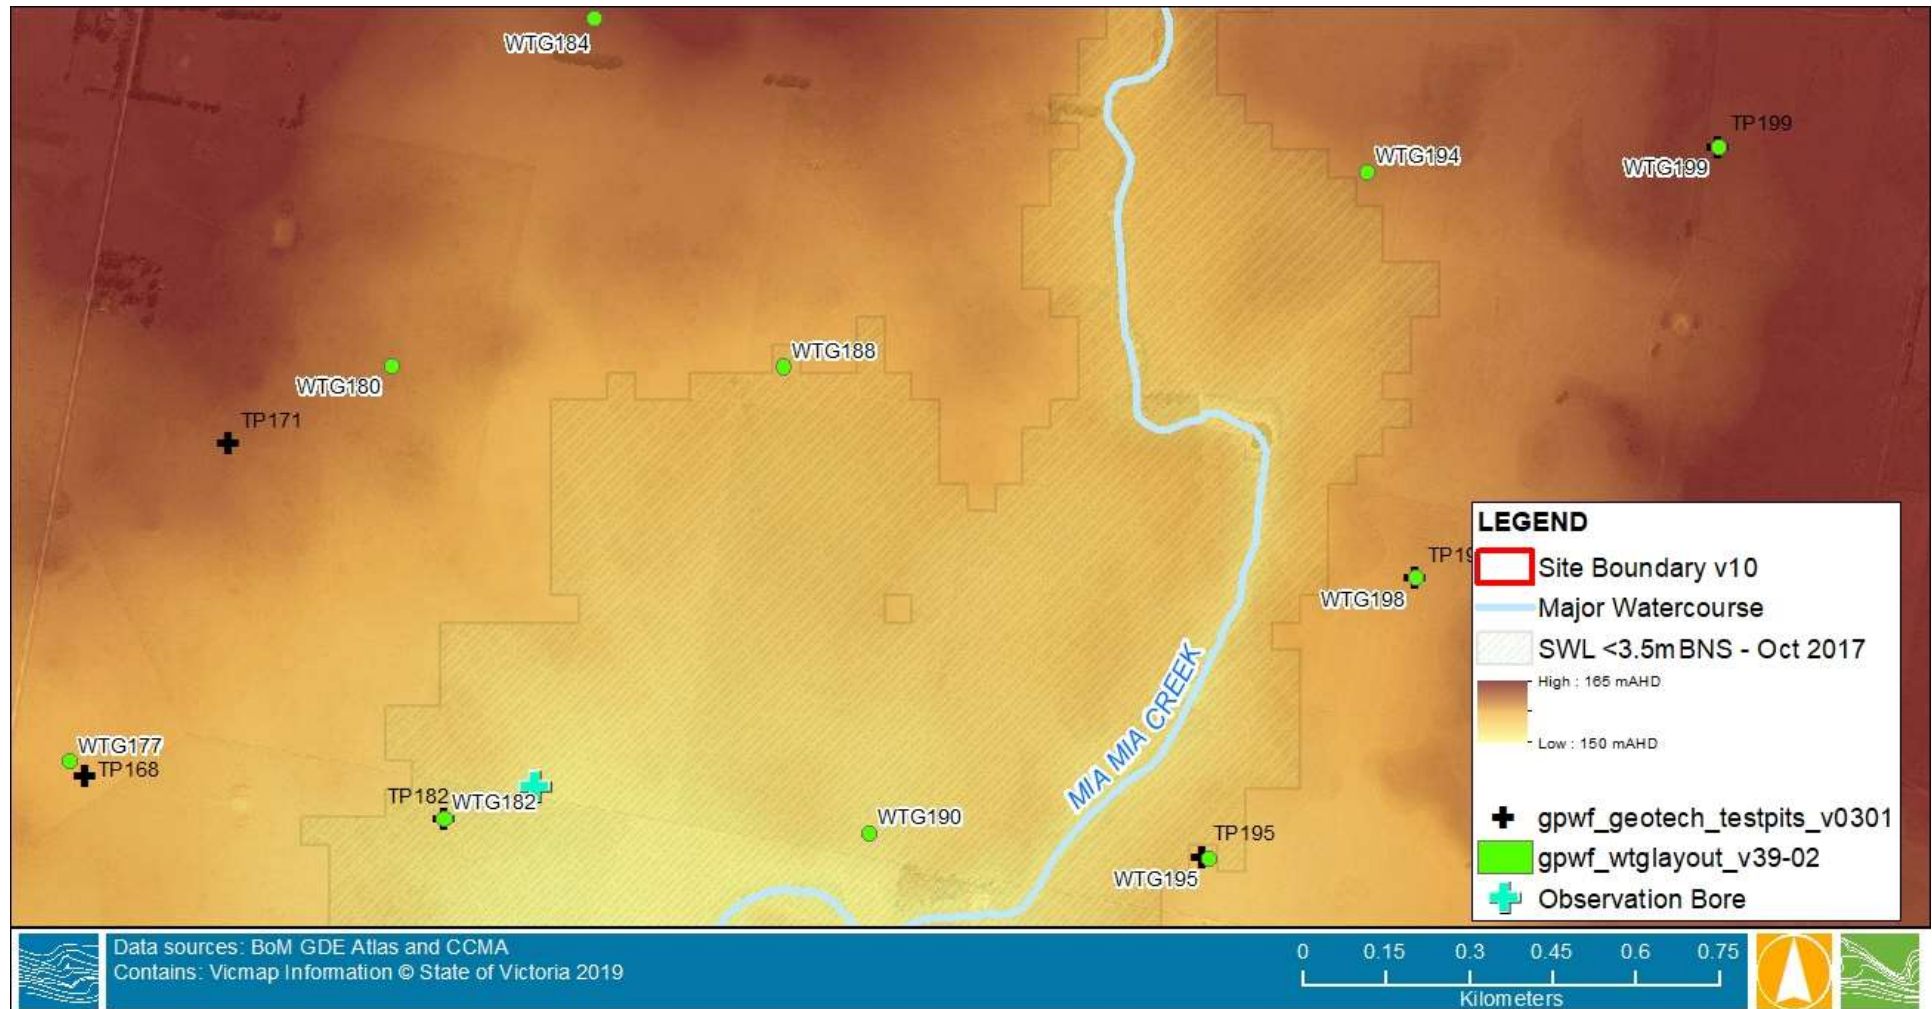 WTG184
TP199
WTG194
WTG199
WTG188
WTG180
TP171
TP19
WTG198
MIA MIA CREEK
WTG177
TP168
TP182
WTG182
WTG190
TP195
WTG195
LEGEND
Site Boundary v10
Major Watercourse
SWL <3.5mBNS - Oct 2017
High : 165 mAHD
Low : 150 mAHD
gpwf_geotech_testpits_v0301
gpwf_wtglayout_v39-02
Observation Bore
Data sources: BoM GDE Atlas and CCMA
Contains: Vicmap Information © State of Victoria 2019
0 0.15 0.3 0.45 0.6 0.75
Kilometers